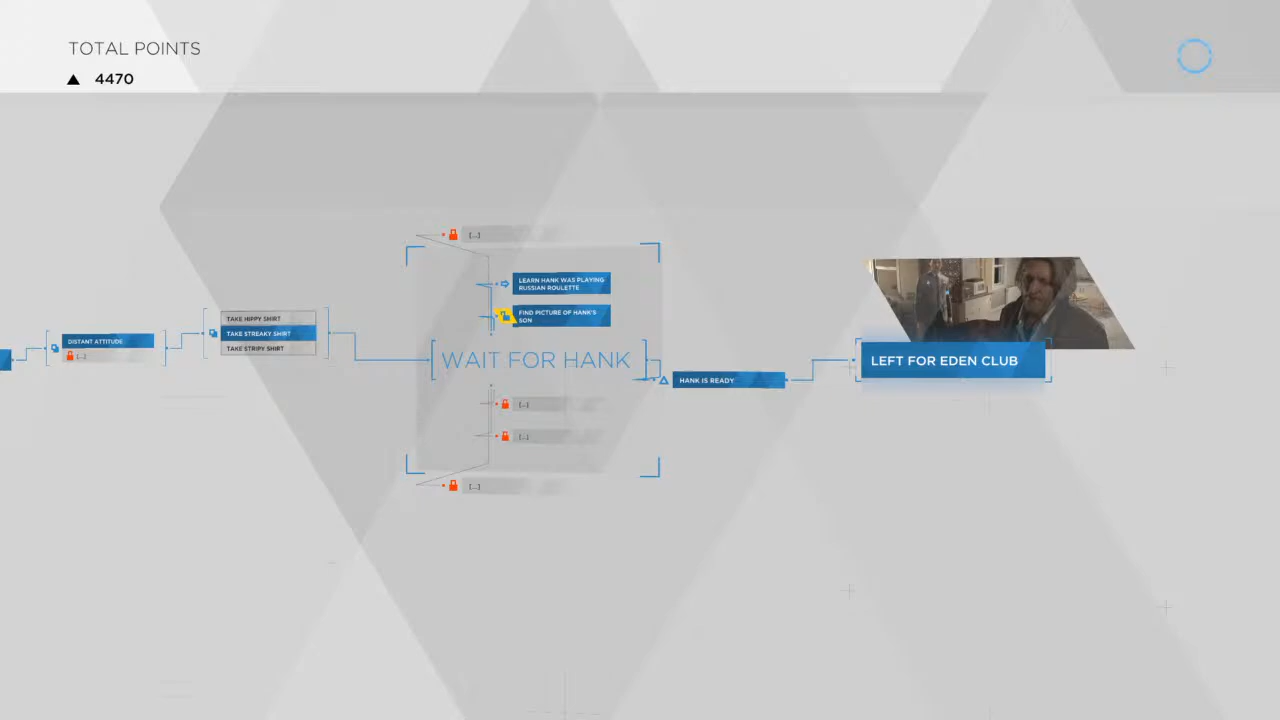 TOTAL POINTS
4470
DISTANT ATTITUDE
[...]
TAKE HIPPY SHIRT
TAKE STREAKY SHIRT
TAKE STRIPY SHIRT
[...]
LEARN HANK WAS PLAYING
RUSSIAN ROULETTE
FIND PICTURE OF HANK'S
SON
WAIT FOR HANK
[...]
[...]
[...]
HANK IS READY
LEFT FOR EDEN CLUB